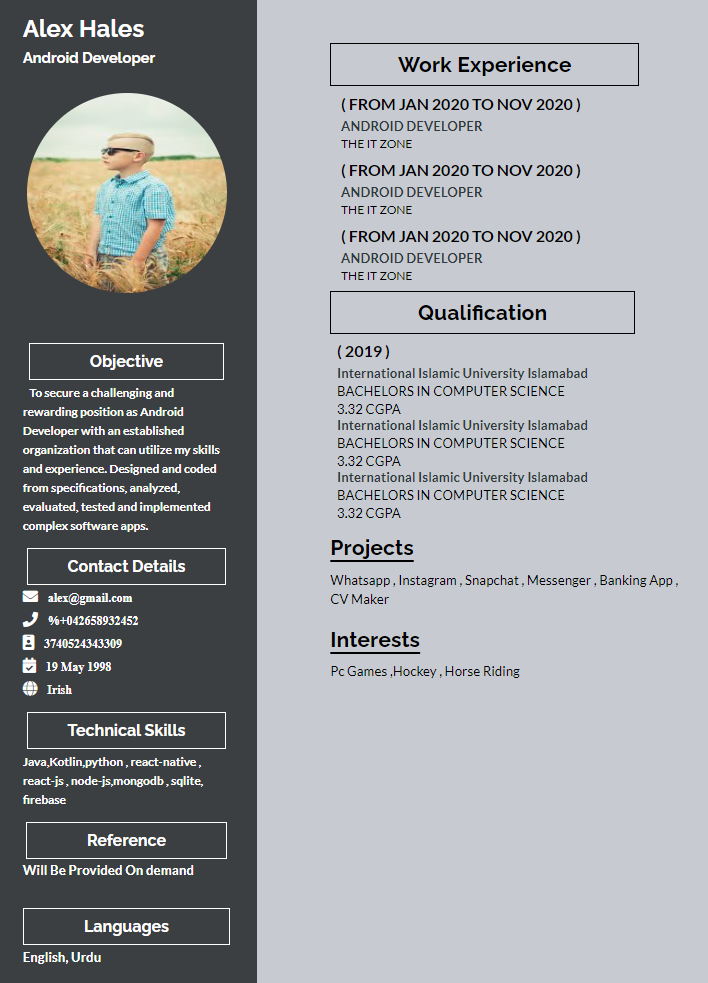 Alex Hales
Android Developer
Objective
To secure a challenging and
rewarding position as Android
Developer with an established
organization that can utilize my skills
and experience. Designed and coded
from specifications, analyzed,
evaluated, tested and implemented
complex software apps.
Contact Details
alex@gmail.com
%+042658932452
3740524343309
19 May 1998
Irish
Technical Skills
Java,Kotlin,python , react-native ,
react-js , node-js,mongodb , sqlite,
firebase
Reference
Will Be Provided On demand
Languages
English, Urdu
Work Experience
( FROM JAN 2020 TO NOV 2020 )
ANDROID DEVELOPER
THE IT ZONE
( FROM JAN 2020 TO NOV 2020 )
ANDROID DEVELOPER
THE IT ZONE
( FROM JAN 2020 TO NOV 2020 )
ANDROID DEVELOPER
THE IT ZONE
Qualification
( 2019 )
International Islamic University Islamabad
BACHELORS IN COMPUTER SCIENCE
3.32 CGPA
International Islamic University Islamabad
BACHELORS IN COMPUTER SCIENCE
3.32 CGPA
International Islamic University Islamabad
BACHELORS IN COMPUTER SCIENCE
3.32 CGPA
Projects
Whatsapp , Instagram , Snapchat , Messenger , Banking App ,
CV Maker
Interests
Pc Games ,Hockey , Horse Riding